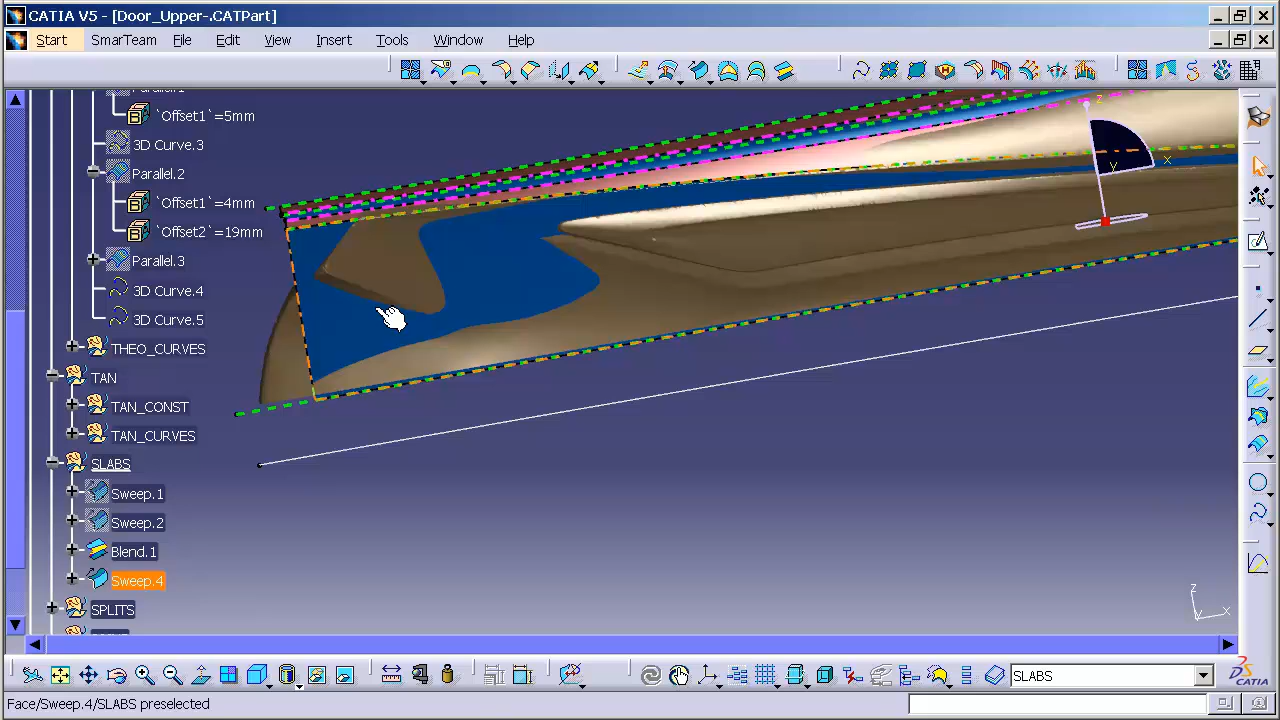 CATIA V5 - [Door_Upper-.CATPart]
Start SmarTeam File Edit View Insert Tools Window Help
`Offset1`=5mm
3D Curve.3
Parallel.2
`Offset1`=4mm
`Offset2`=19mm
Parallel.3
3D Curve.4
3D Curve.5
THEO_CURVES
TAN
TAN_CONST
TAN_CURVES
SLABS
Sweep.1
Sweep.2
Blend.1
Sweep.4
SPLITS
z
x
y
z
x
SLABS
CATIA
Face/Sweep.4/SLABS preselected